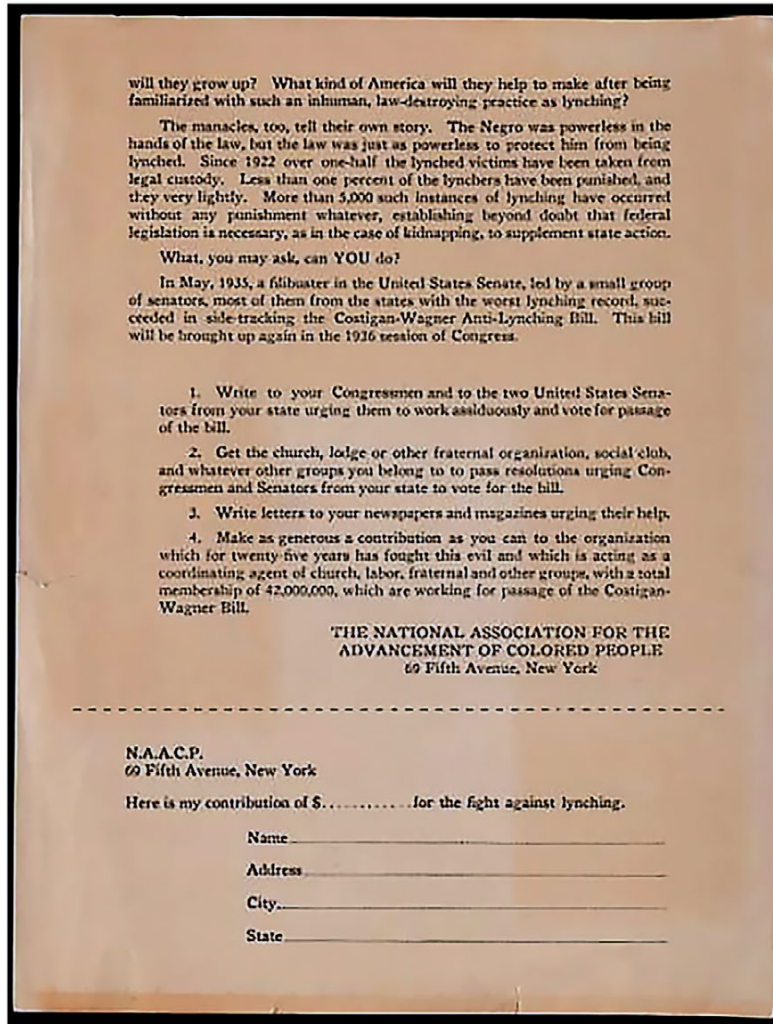 will they grow up? What kind of America will they help to make after being
familiarized with such an inhuman, law-destroying practice as lynching?
The manacles, too, tell their own story. The Negro was powerless in the
hands of the law, but the law was just as powerless to protect him from being
lynched. Since 1922 over one-half the lynched victims have been taken from
legal custody. Less than one percent of the lynchers have been punished, and
they very lightly. More than 5,000 such instances of lynching have occurred
without any punishment whatever, establishing beyond doubt that federal
legislation is necessary, as in the case of kidnapping, to supplement state action.
What, you may ask, can YOU do?
In May, 1935, a filibuster in the United States Senate, led by a small group
of senators, most of them from the states with the worst lynching record, suc-
ceeded in side-tracking the Costigan-Wagner Anti-Lynching Bill. This bill
will be brought up again in the 1936 session of Congress.
1. Write to your Congressmen and to the two United States Sena-
tors from your state urging them to work assiduously and vote for passage
of the bill.
2. Get the church, lodge or other fraternal organization, social club,
and whatever other groups you belong to to pass resolutions urging Con-
gressmen and Senators from your state to vote for the bill.
3. Write letters to your newspapers and magazines urging their help.
4. Make as generous a contribution as you can to the organization
which for twenty-five years has fought this evil and which is acting as a
coordinating agent of church, labor, fraternal and other groups, with a total
membership of 42,000,000, which are working for passage of the Costigan-
Wagner Bill.
THE NATIONAL ASSOCIATION FOR THE
ADVANCEMENT OF COLORED PEOPLE
69 Fifth Avenue, New York
N.A.A.C.P.
69 Fifth Avenue, New York
Here is my contribution of $............for the fight against lynching.
Name
Address
City
State